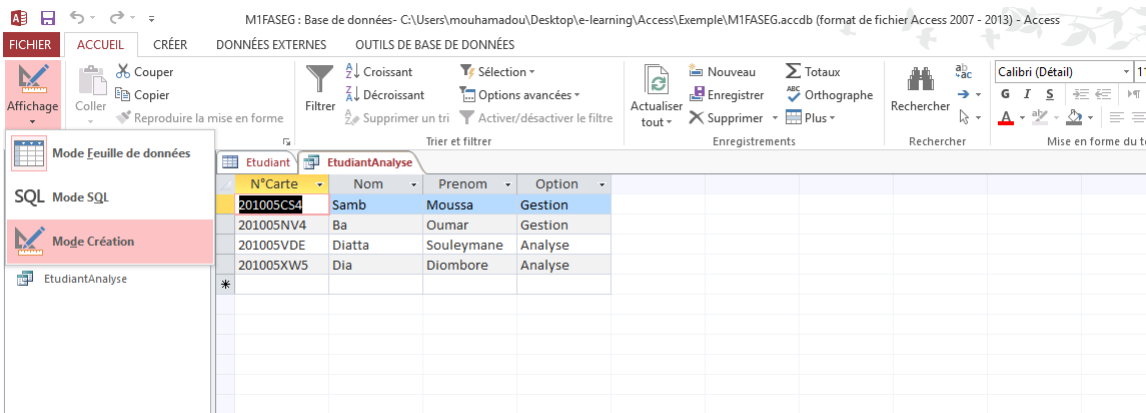 M1FASEG : Base de données- C:\Users\mouhamadou\Desktop\e-learning\Access\Exemple\M1FASEG.accdb (format de fichier Access 2007 - 2013) - Access
FICHIER ACCUEIL CRÉER DONNÉES EXTERNES OUTILS DE BASE DE DONNÉES
Affichage
Coller
Couper
Copier
Reproduire la mise en forme
Filtrer
Croissant
Décroissant
Supprimer un tri
Sélection
Options avancées
Activer/désactiver le filtre
Trier et filtrer
Actualiser
tout
Nouveau
Enregistrer
Supprimer
Totaux
Orthographe
Plus
Enregistrements
Rechercher
Rechercher
Calibri (Détail) 11
G I S
Mise en forme du t
Mode Feuille de données
SQL Mode SQL
Mode Création
EtudiantAnalyse
Etudiant EtudiantAnalyse
N°Carte Nom Prenom Option
201005CS4 Samb Moussa Gestion
201005NV4 Ba Oumar Gestion
201005VDE Diatta Souleymane Analyse
201005XW5 Dia Diombore Analyse